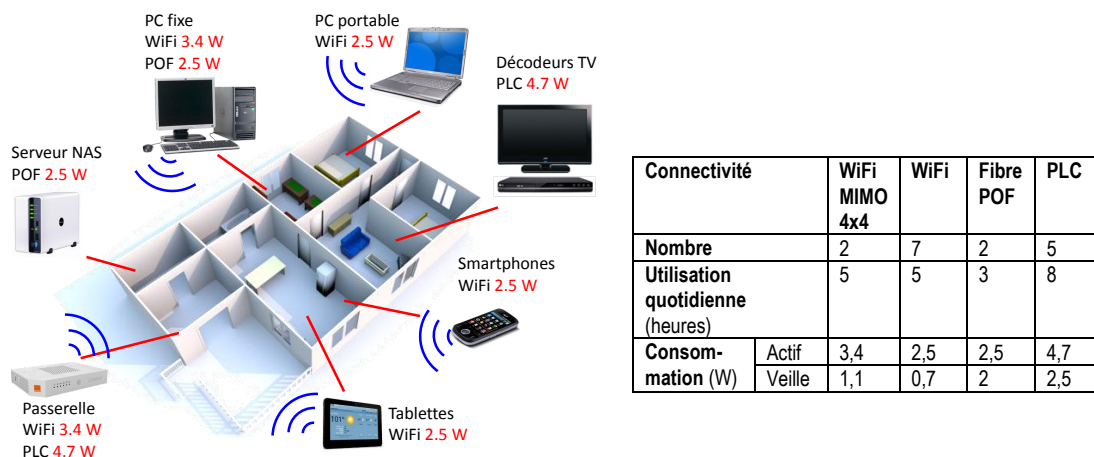 PC fixe
WiFi 3.4 W
POF 2.5 W
PC portable
WiFi 2.5 W
Décodeurs TV
PLC 4.7 W
Serveur NAS
POF 2.5 W
Smartphones
WiFi 2.5 W
Passerelle
WiFi 3.4 W
PLC 4.7 W
Tablettes
WiFi 2.5 W
Connectivité WiFi MIMO 4x4 WiFi Fibre POF PLC
Nombre 2 7 2 5
Utilisation quotidienne (heures) 5 5 3 8
Consom-mation (W) Actif 3,4 2,5 2,5 4,7
Veille 1,1 0,7 2 2,5